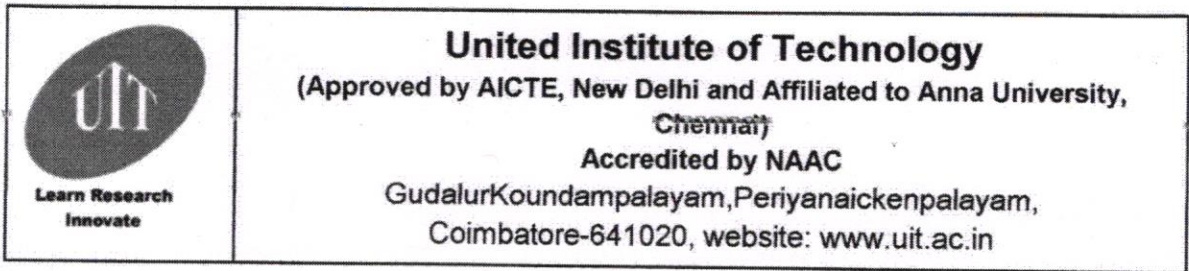 UIT
Learn Research
Innovate
United Institute of Technology
(Approved by AICTE, New Delhi and Affiliated to Anna University,
Chennai)
Accredited by NAAC
GudalurKoundampalayam,Periyanaickenpalayam,
Coimbatore-641020, website: www.uit.ac.in